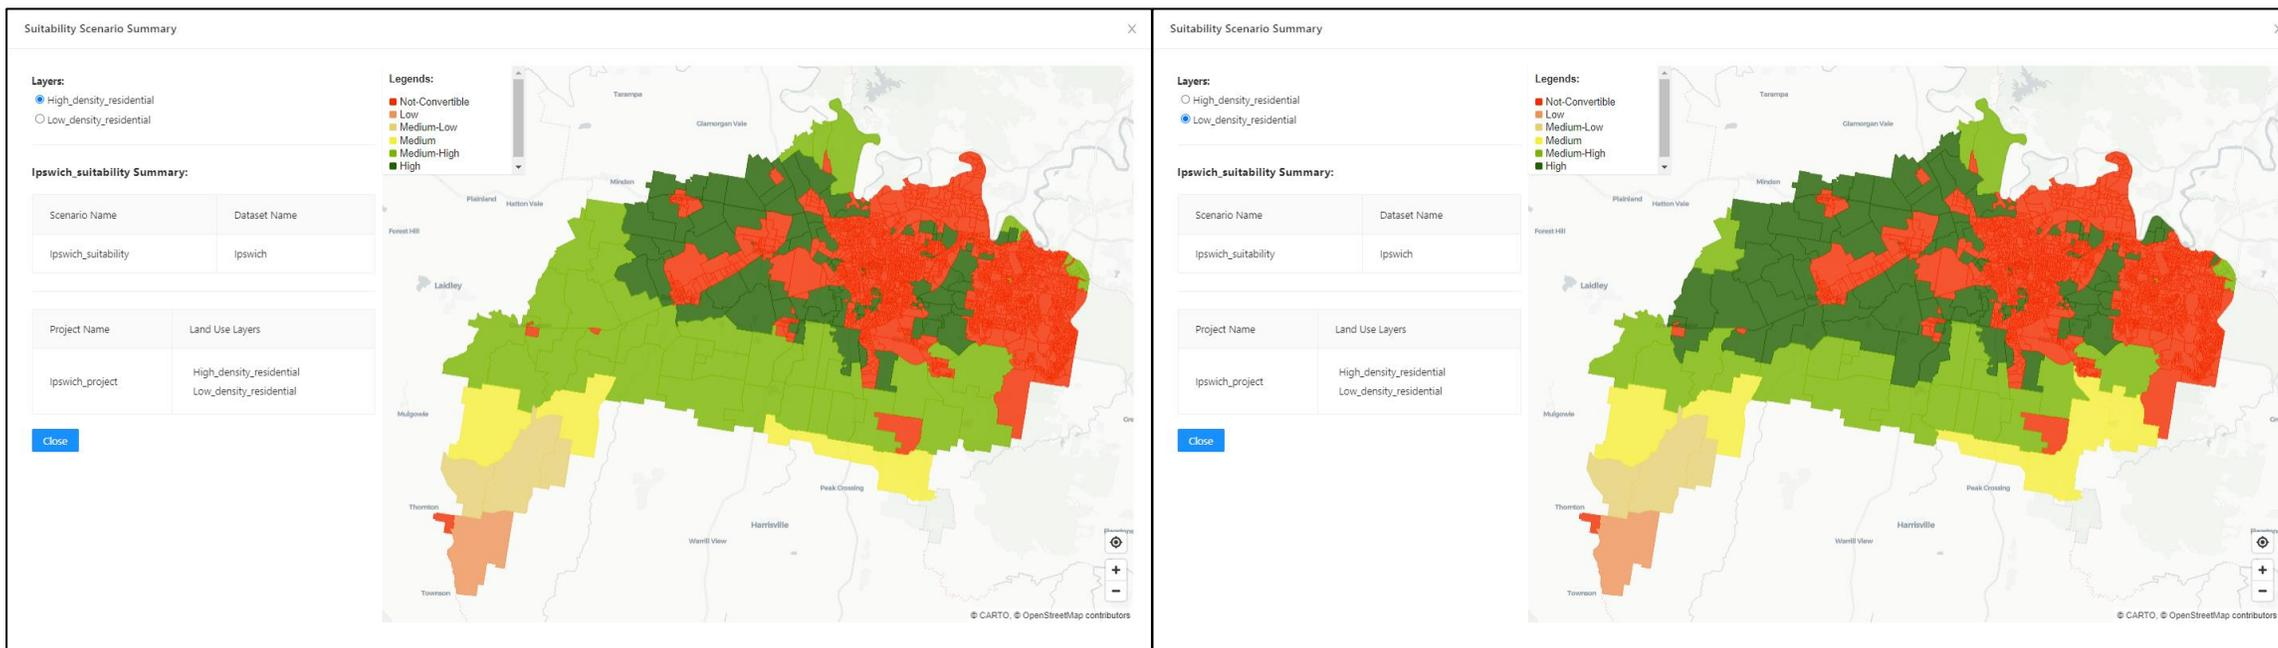 Suitability Scenario Summary
Layers:
High_density_residential
Low_density_residential
Ipswich_suitability Summary:
Scenario Name Dataset Name
Ipswich_suitability Ipswich
Project Name Land Use Layers
Ipswich_project
High_density_residential
Low_density_residential
Close
Legends:
Not-Convertible
Low
Medium-Low
Medium
Medium-High
High
Tarampa
Glamorgan Vale
Minden
Plainland
Hatton Vale
Forest Hill
Laidley
Mulgowie
Thornton
Townson
Peak Crossing
Harrisville
Warrill View
© CARTO, © OpenStreetMap contributors
Suitability Scenario Summary
Layers:
High_density_residential
Low_density_residential
Ipswich_suitability Summary:
Scenario Name Dataset Name
Ipswich_suitability Ipswich
Project Name Land Use Layers
Ipswich_project
High_density_residential
Low_density_residential
Close
Legends:
Not-Convertible
Low
Medium-Low
Medium
Medium-High
High
Tarampa
Glamorgan Vale
Minden
Plainland
Hatton Vale
Forest Hill
Laidley
Mulgowie
Thornton
Townson
Peak Crossing
Harrisville
Warrill View
© CARTO, © OpenStreetMap contributors